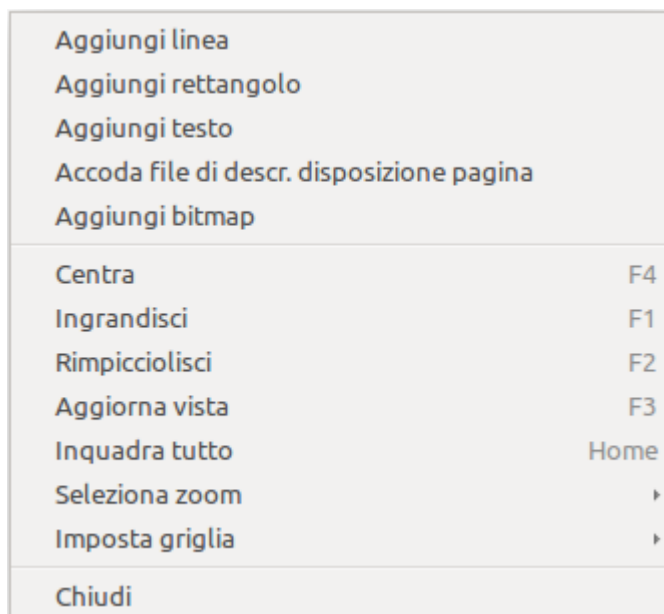 Aggiungi linea
Aggiungi rettangolo
Aggiungi testo
Accoda file di descr. disposizione pagina
Aggiungi bitmap
Centra F4
Ingrandisci F1
Rimpicciolisci F2
Aggiorna vista F3
Inquadra tutto Home
Seleziona zoom
Imposta griglia
Chiudi